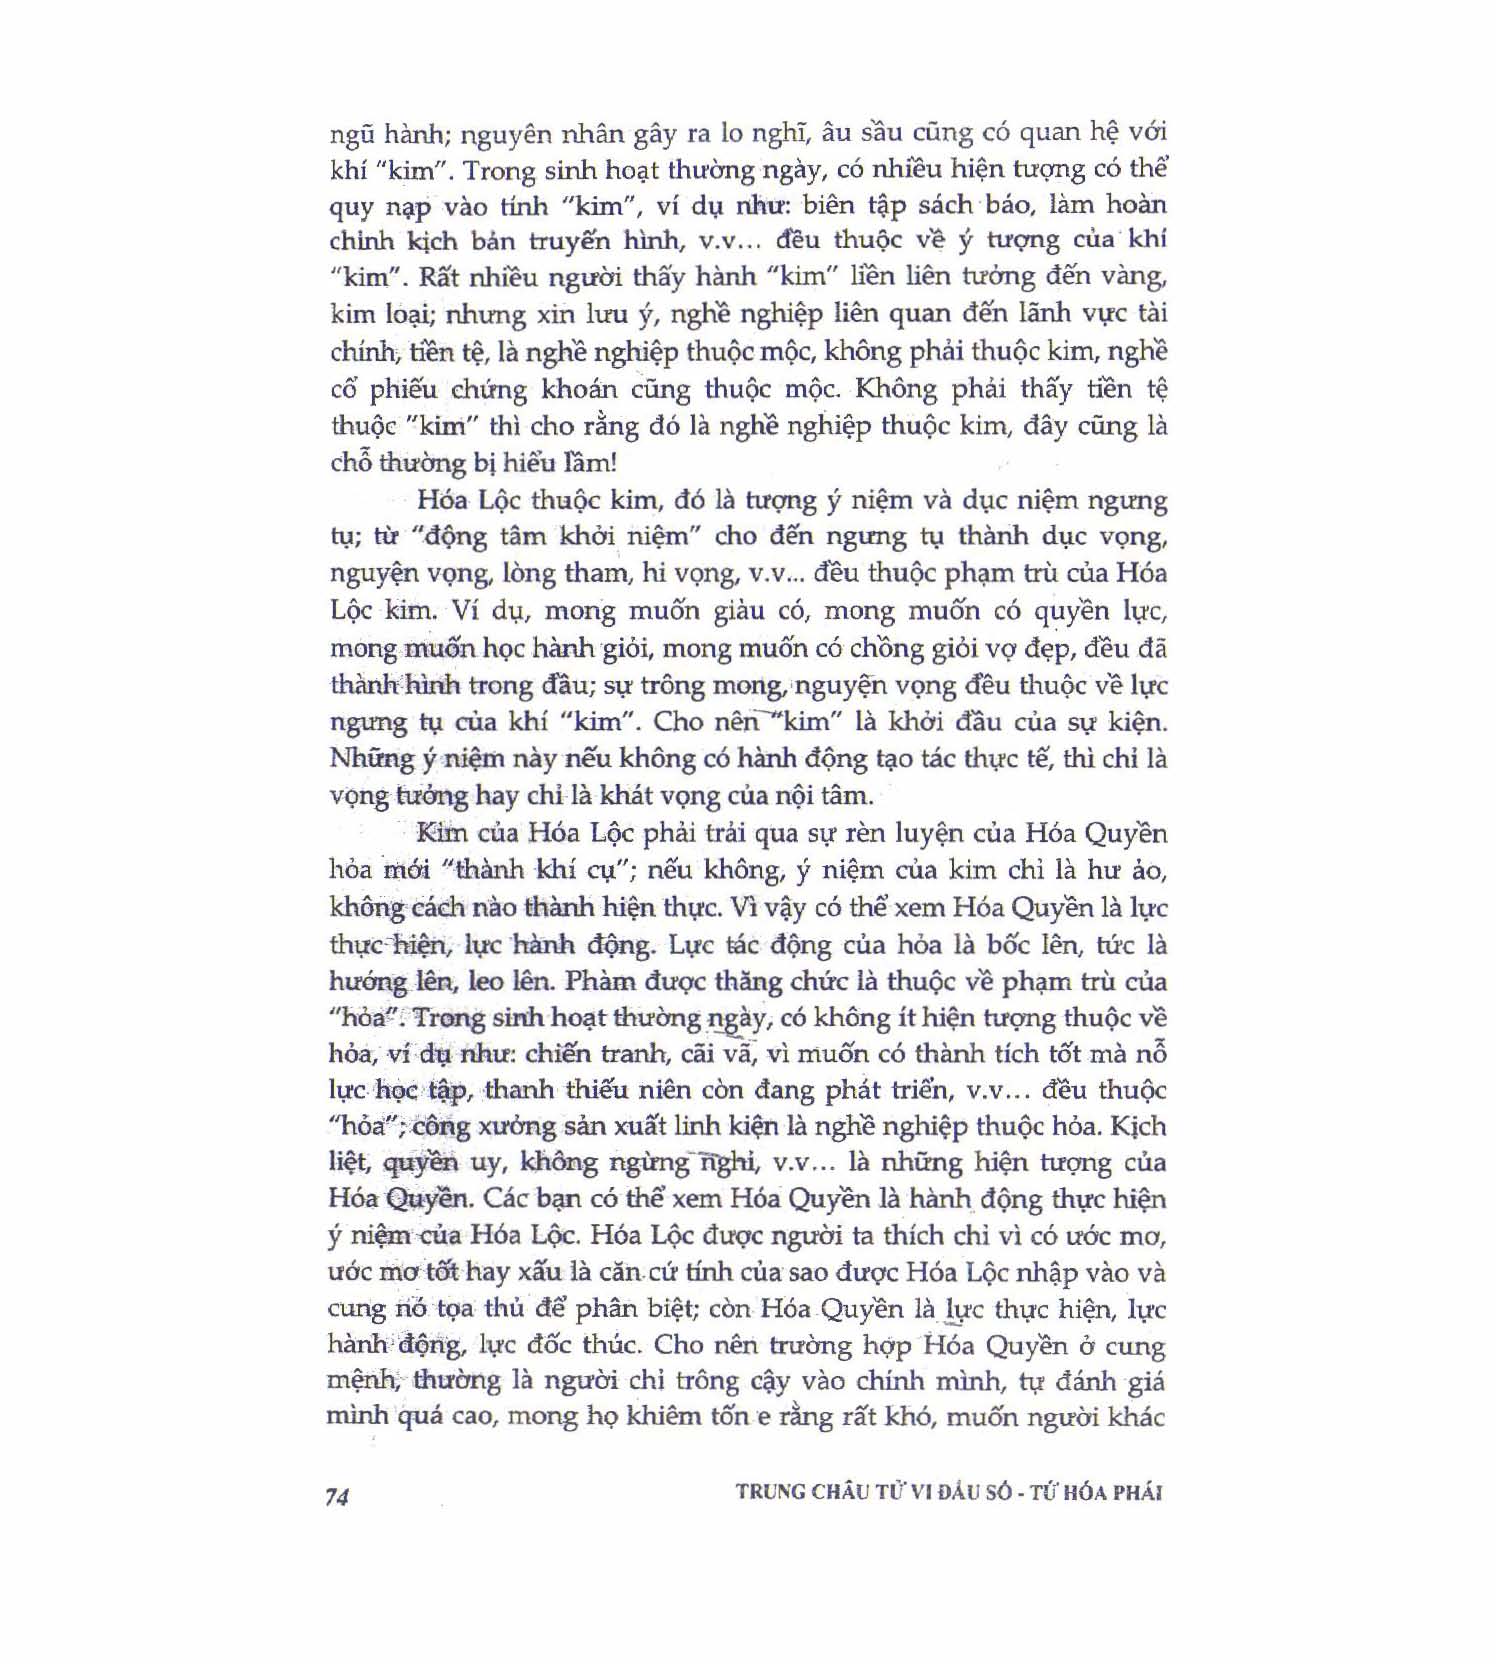 ngũ hành; nguyên nhân gây ra lo nghĩ, âu sầu cũng có quan hệ với
khí "kim". Trong sinh hoạt thường ngày, có nhiều hiện tượng có thể
quy nạp vào tính "kim", ví dụ như: biên tập sách báo, làm hoàn
chỉnh kịch bản truyến hình, v.v... đều thuộc về ý tượng của khí
"kim". Rất nhiều người thấy hành "kim" liền liên tưởng đến vàng,
kim loại; nhưng xin lưu ý, nghề nghiệp liên quan đến lãnh vực tài
chính, tiền tệ, là nghề nghiệp thuộc mộc, không phải thuộc kim, nghề
cổ phiếu chứng khoán cũng thuộc mộc. Không phải thấy tiền tệ
thuộc "kim" thì cho rằng đó là nghề nghiệp thuộc kim, đây cũng là
chỗ thường bị hiểu lầm!
Hóa Lộc thuộc kim, đó là tượng ý niệm và dục niệm ngưng
tụ; từ "động tâm khởi niệm" cho đến ngưng tụ thành dục vọng,
nguyện vọng, lòng tham, hi vọng, v.v... đều thuộc phạm trù của Hóa
Lộc kim. Ví dụ, mong muốn giàu có, mong muốn có quyền lực,
mong muốn học hành giỏi, mong muốn có chồng giỏi vợ đẹp, đều đã
thành hình trong đầu; sự trông mong, nguyện vọng đều thuộc về lực
ngưng tụ của khí "kim". Cho nên "kim" là khởi đầu của sự kiện.
Những ý niệm này nếu không có hành động tạo tác thực tế, thì chỉ là
vọng tưởng hay chỉ là khát vọng của nội tâm.
Kim của Hóa Lộc phải trải qua sự rèn luyện của Hóa Quyền
hỏa mới "thành khí cụ"; nếu không, ý niệm của kim chỉ là hư ảo,
không cách nào thành hiện thực. Vì vậy có thể xem Hóa Quyền là lực
thực hiện, lực hành động. Lực tác động của hỏa là bốc lên, tức là
hướng lên, leo lên. Phàm được thăng chức là thuộc về phạm trù của
"hỏa". Trong sinh hoạt thường ngày, có không ít hiện tượng thuộc về
hỏa, ví dụ như: chiến tranh, cãi vã, vì muốn có thành tích tốt mà nỗ
lực học tập, thanh thiếu niên còn đang phát triển, v.v... đều thuộc
"hỏa"; công xưởng sản xuất linh kiện là nghề nghiệp thuộc hỏa. Kịch
liệt, quyền uy, không ngừng nghỉ, v.v... là những hiện tượng của
Hóa Quyền. Các bạn có thể xem Hóa Quyền là hành động thực hiện
ý niệm của Hóa Lộc. Hóa Lộc được người ta thích chỉ vì có ước mơ,
ước mơ tốt hay xấu là căn cứ tính của sao được Hóa Lộc nhập vào và
cung nó tọa thủ để phân biệt; còn Hóa Quyền là lực thực hiện, lực
hành động, lực đốc thúc. Cho nên trường hợp Hóa Quyền ở cung
mệnh, thường là người chỉ trông cậy vào chính mình, tự đánh giá
mình quá cao, mong họ khiêm tốn e rằng rất khó, muốn người khác
74
TRUNG CHÂU TỬ VI ĐẨU SỐ - TỨ HÓA PHÁI